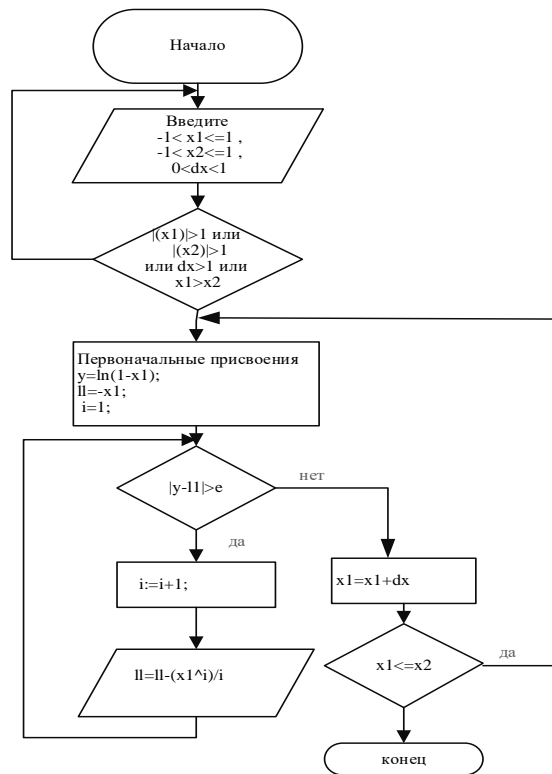 Начало
Введите
-1< x1<=1 ,
-1< x2<=1 ,
0<dx<1
|(x1)|>1 или
|(x2)|>1
или dx>1 или
x1>x2
Первоначальные присвоения
y=ln(1-x1);
ll=-x1;
i=1;
|y-l1|>e
нет
да
i:=i+1;
x1=x1+dx
ll=ll-(x1^i)/i
x1<=x2
да
конец